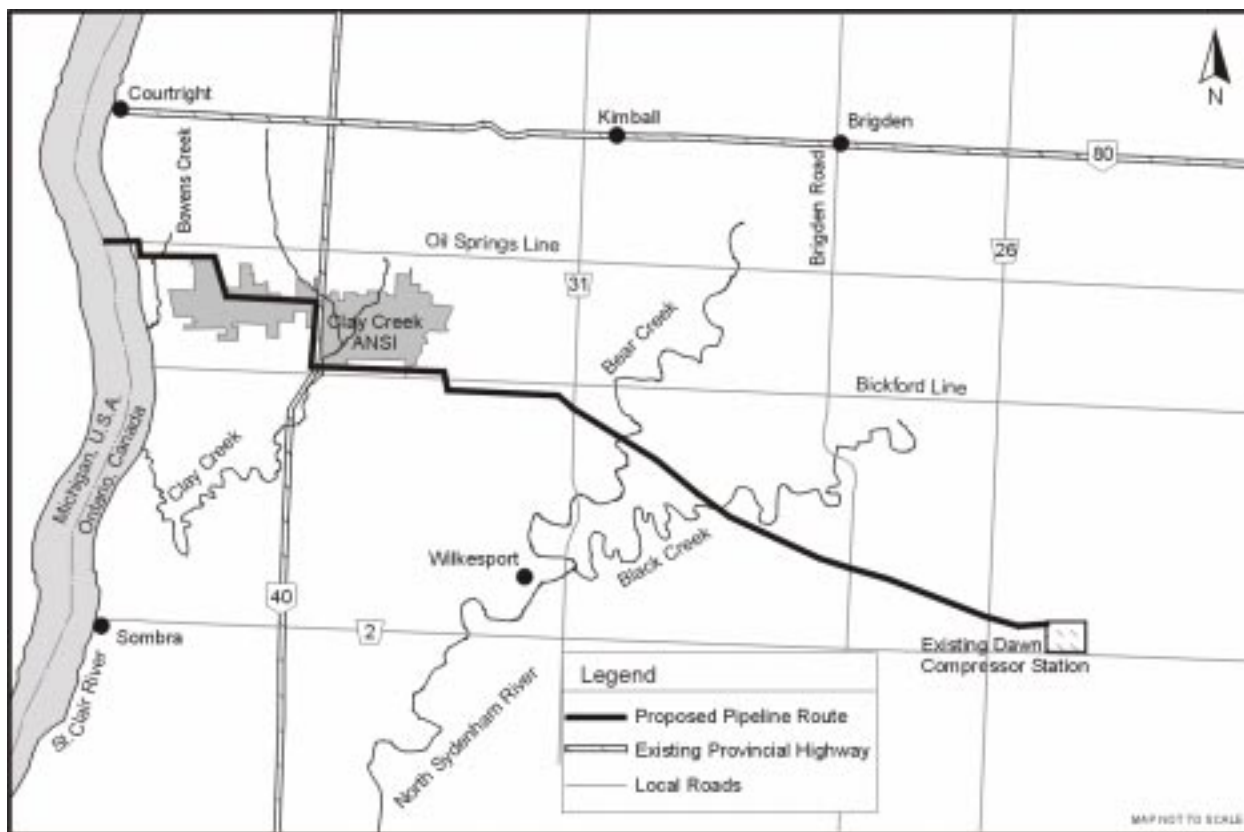 N
Courtright
Kimball
Brigden
80
Bowens Creek
Brigden Road
Oil Springs Line
26
31
Clay Creek
ANSI
Bear Creek
Bickford Line
Michigan, U.S.A.
Ontario, Canada
Clay Creek
Black Creek
Wilkesport
40
2
Sombra
St. Clair River
North Sydenham River
Existing Dawn
Compressor Station
Legend
Proposed Pipeline Route
Existing Provincial Highway
Local Roads
MAP NOT TO SCALE